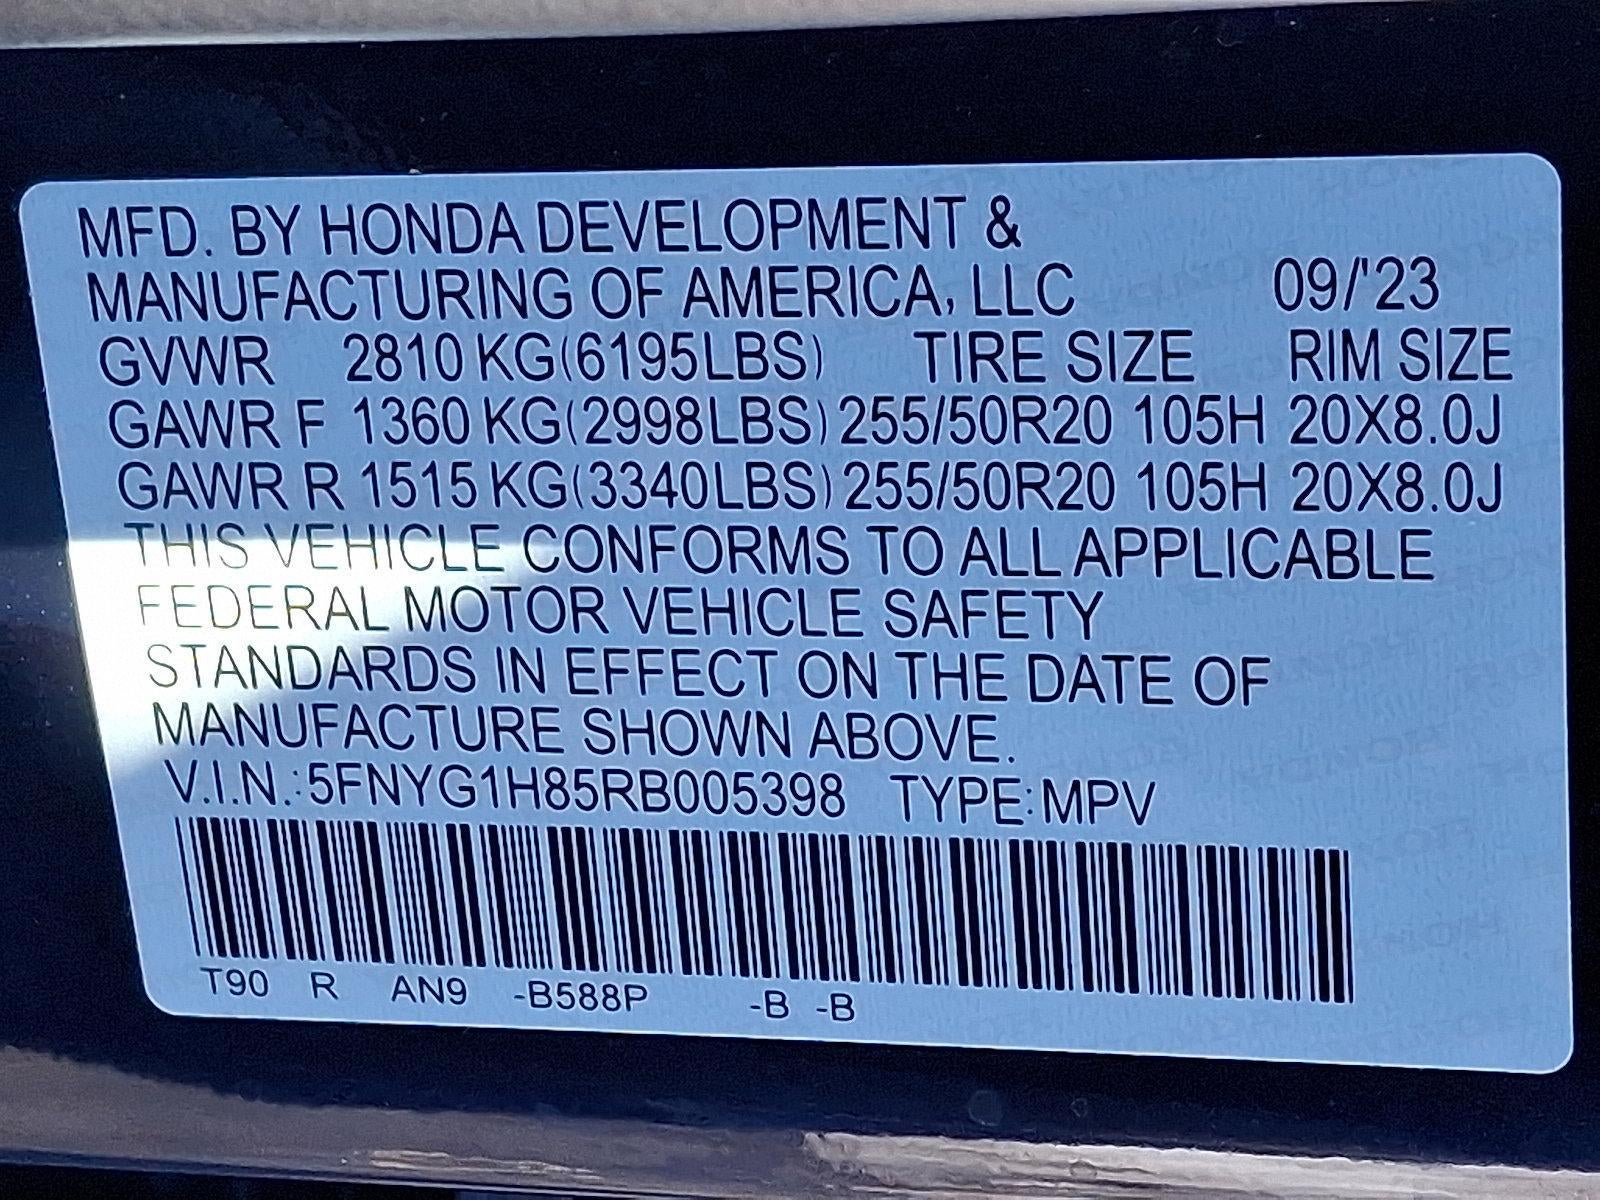 MFD. BY HONDA DEVELOPMENT &
MANUFACTURING OF AMERICA, LLC 09/'23
GVWR 2810 KG(6195LBS) TIRE SIZE RIM SIZE
GAWR F 1360 KG(2998LBS) 255/50R20 105H 20X8.0J
GAWR R 1515 KG(3340LBS) 255/50R20 105H 20X8.0J
THIS VEHICLE CONFORMS TO ALL APPLICABLE
FEDERAL MOTOR VEHICLE SAFETY
STANDARDS IN EFFECT ON THE DATE OF
MANUFACTURE SHOWN ABOVE.
V.I.N.: 5FNYG1H85RB005398 TYPE: MPV
T90 R AN9 -B588P -B -B